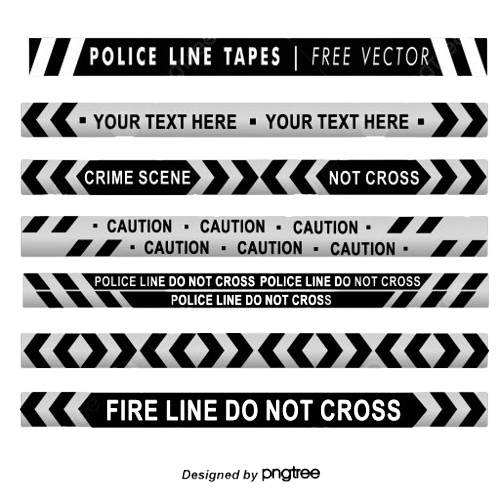 POLICE LINE TAPES | FREE VECTOR
YOUR TEXT HERE · YOUR TEXT HERE
CRIME SCENE NOT CROSS
CAUTION · CAUTION · CAUTION
CAUTION · CAUTION · CAUTION
POLICE LINE DO NOT CROSS POLICE LINE DO NOT CROSS
POLICE LINE DO NOT CROSS
FIRE LINE DO NOT CROSS
Designed by pngtree